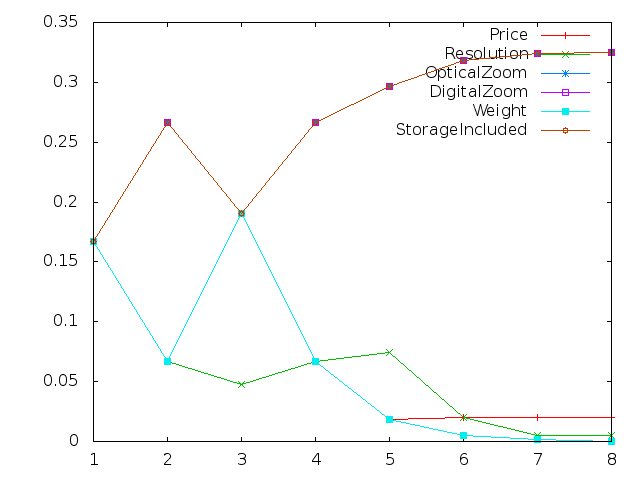 0.35
0.3
0.25
0.2
0.15
0.1
0.05
0
1 2 3 4 5 6 7 8
Price
Resolution
OpticalZoom
DigitalZoom
Weight
StorageIncluded